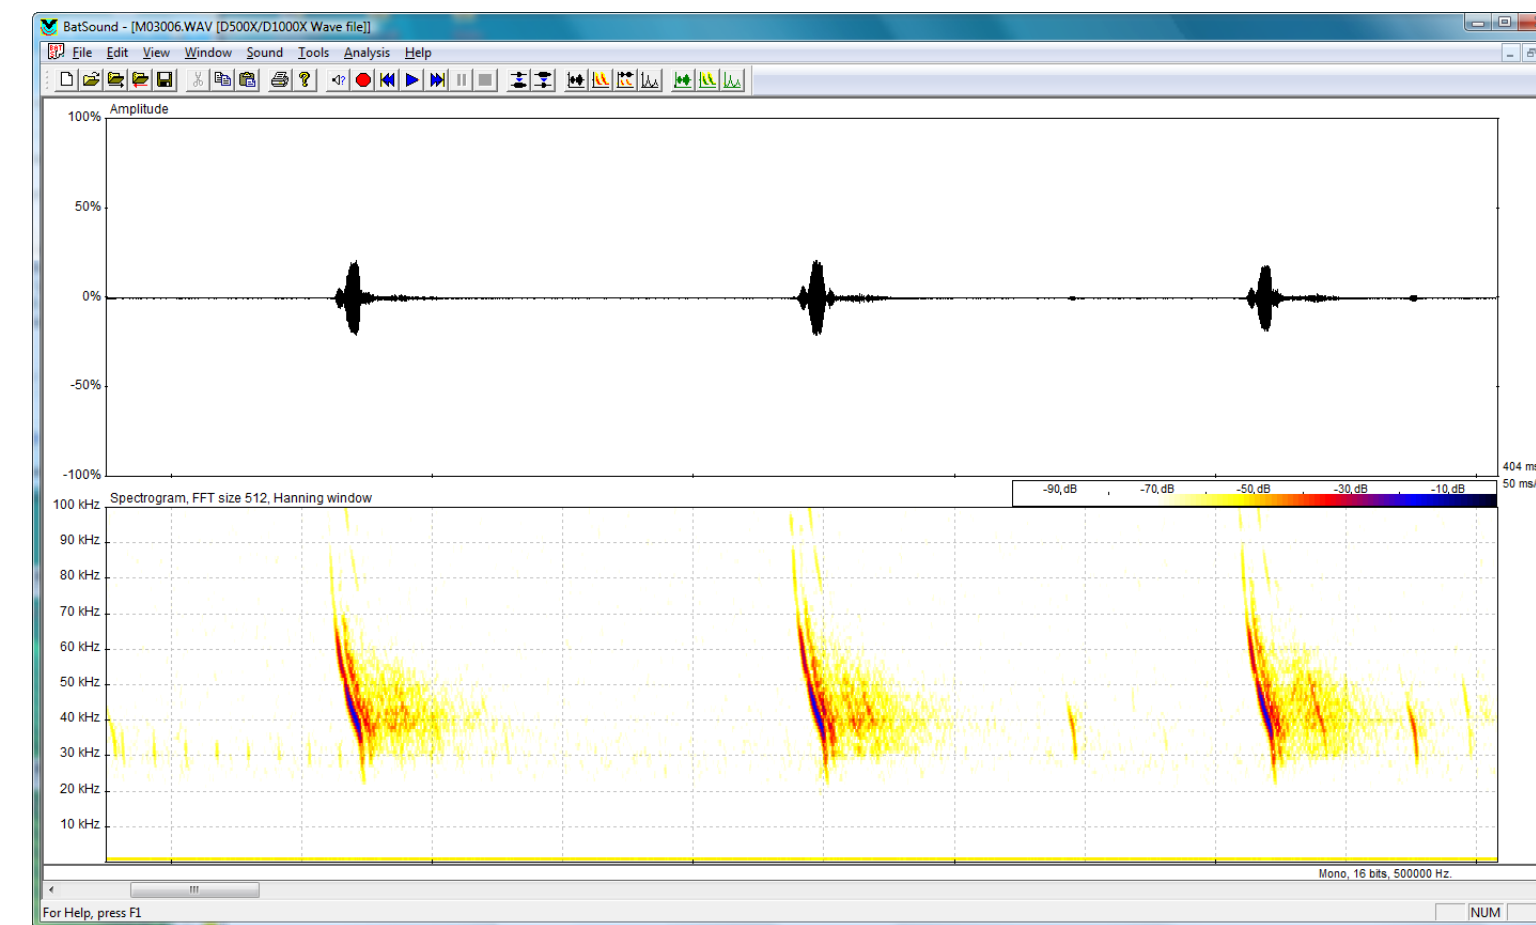 BatSound - [M03006.WAV [D500X/D1000X Wave file]]
File Edit View Window Sound Tools Analysis Help
Amplitude
100%
50%
0%
-50%
-100%
404 ms
50 ms/
Spectrogram, FFT size 512, Hanning window
-90,dB -70,dB -50,dB -30,dB -10,dB
100 kHz
90 kHz
80 kHz
70 kHz
60 kHz
50 kHz
40 kHz
30 kHz
20 kHz
10 kHz
Mono, 16 bits, 500000 Hz.
For Help, press F1
NUM